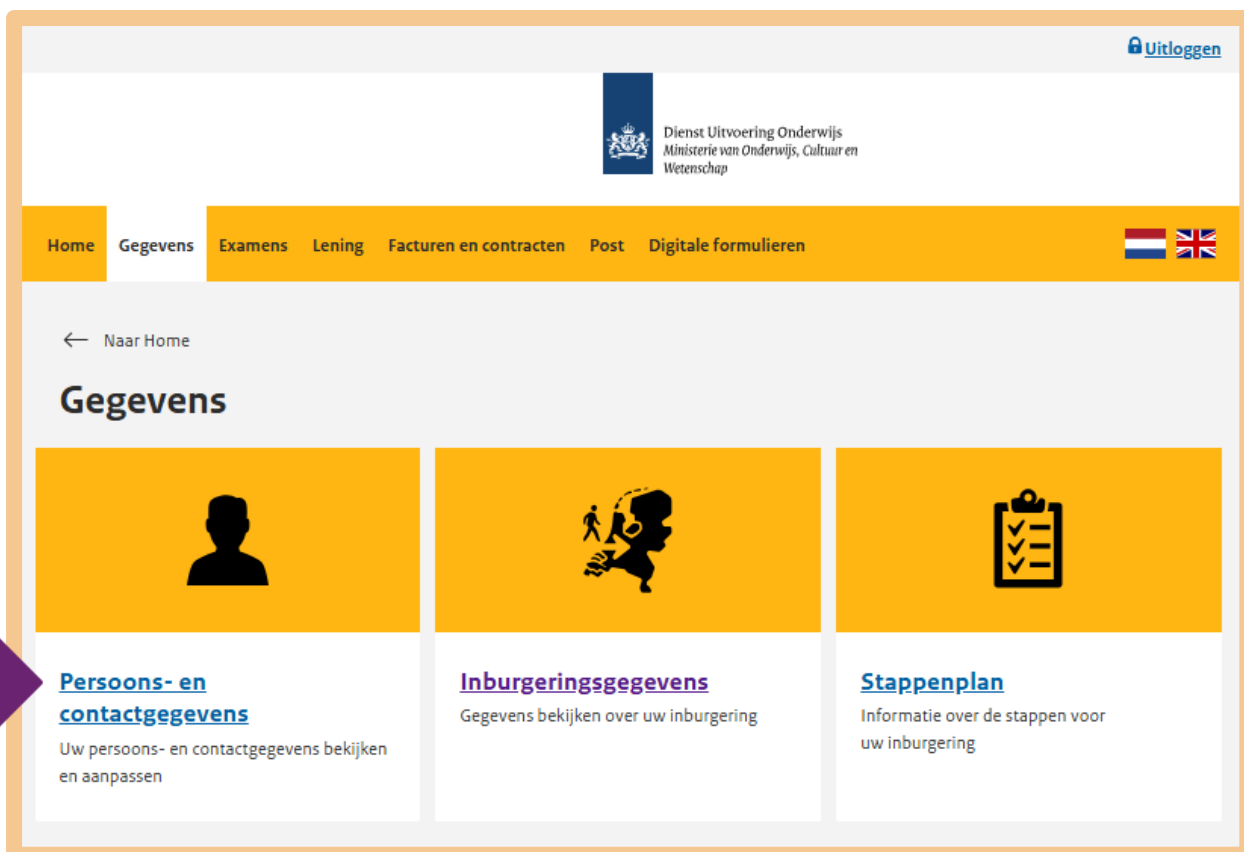 Uitloggen
Dienst Uitvoering Onderwijs
Ministerie van Onderwijs, Cultuur en
Wetenschap
Home Gegevens Examens Lening Facturen en contracten Post Digitale formulieren
← Naar Home
Gegevens
Persoons- en
contactgegevens
Uw persoons- en contactgegevens bekijken
en aanpassen
Inburgeringsgegevens
Gegevens bekijken over uw inburgering
Stappenplan
Informatie over de stappen voor
uw inburgering